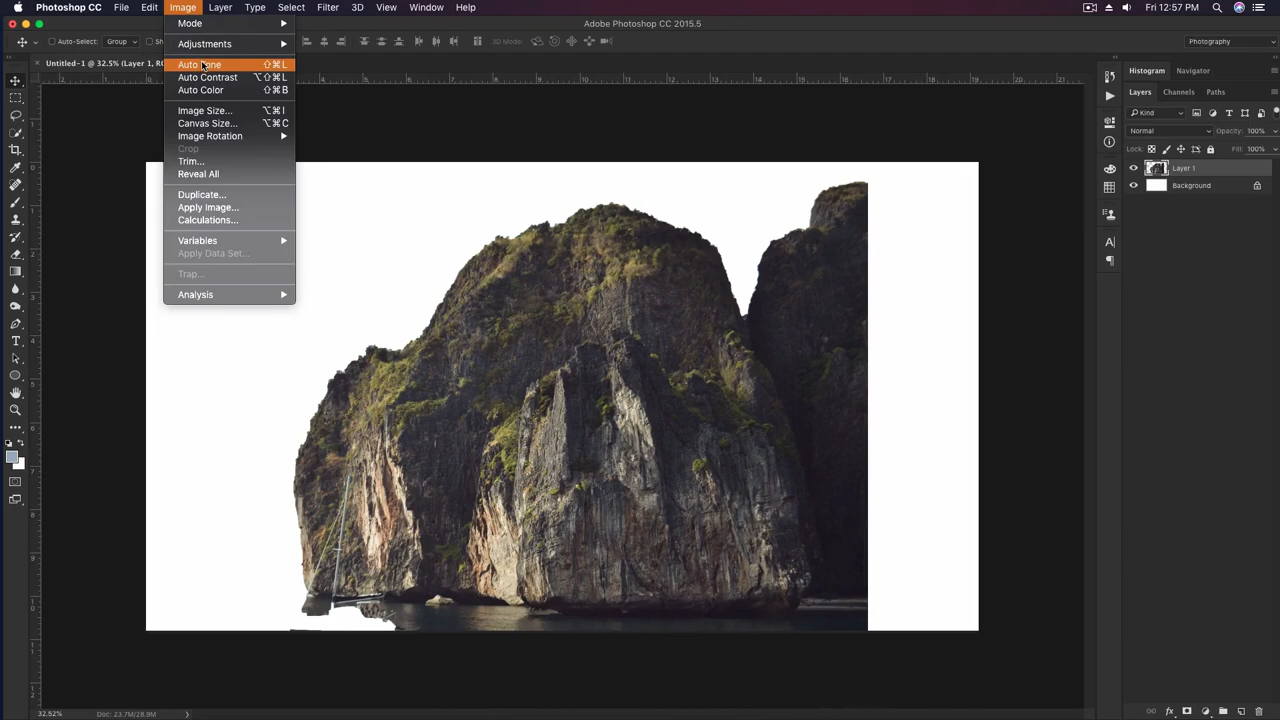 Photoshop CC File Edit Image Layer Type Select Filter 3D View Window Help Fri 12:57 PM
Adobe Photoshop CC 2015.5
Auto-Select: Group 3D Mode: Photography
Untitled-1 @ 32.5% (Layer 1,
Mode
Adjustments
Auto Tone ⇧⌘L
Auto Contrast ⌥⇧⌘L
Auto Color ⇧⌘B
Image Size... ⌥⌘I
Canvas Size... ⌥⌘C
Image Rotation
Crop
Trim...
Reveal All
Duplicate...
Apply Image...
Calculations...
Variables
Apply Data Set...
Trap...
Analysis
Histogram Navigator
Layers Channels Paths
Kind
Normal Opacity: 100%
Lock: Fill: 100%
Layer 1
Background
32.52% Doc: 23.7M/28.9M